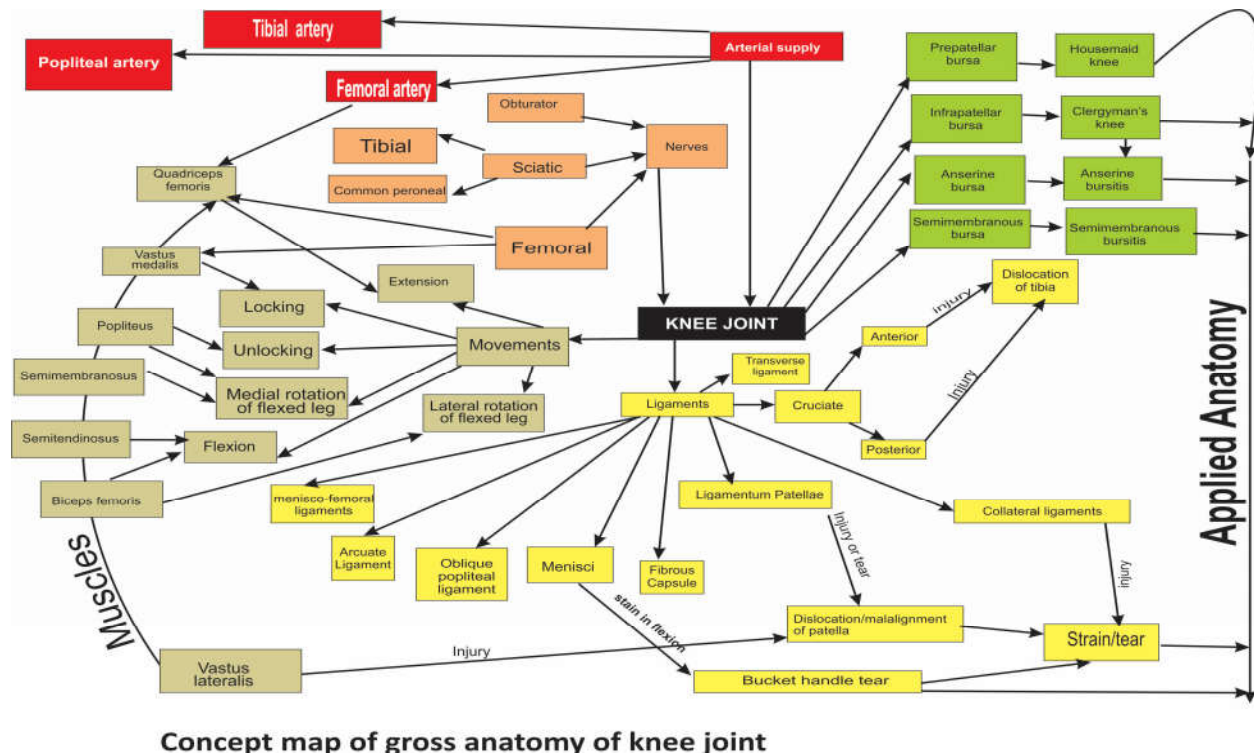 Tibial artery
Popliteal artery
Arterial supply
Femoral artery
Prepatellar
bursa
Housemaid
knee
Obturator
Infrapatellar
bursa
Clergyman's
knee
Tibial
Nerves
Sciatic
Quadriceps
femoris
Common peroneal
Anserine
bursa
Anserine
bursitis
Semimembranous
bursa
Semimembranous
bursitis
Femoral
Vastus
medalis
Extension
Dislocation
of tibia
Locking
injury
KNEE JOINT
Popliteus
Movements
Anterior
Unlocking
Transverse
ligament
Semimembranosus
Medial rotation
of flexed leg
Lateral rotation
of flexed leg
Ligaments
Cruciate
Injury
Applied Anatomy
Semitendinosus
Flexion
Posterior
Biceps femoris
menisco-femoral
ligaments
Ligamentum Patellae
Collateral ligaments
Arcuate
Ligament
Oblique
popliteal
ligament
Menisci
Fibrous
Capsule
Injury or tear
injury
Muscles
stain in flexion
Dislocation/malalignment
of patella
Strain/tear
Injury
Vastus
lateralis
Bucket handle tear
Concept map of gross anatomy of knee joint